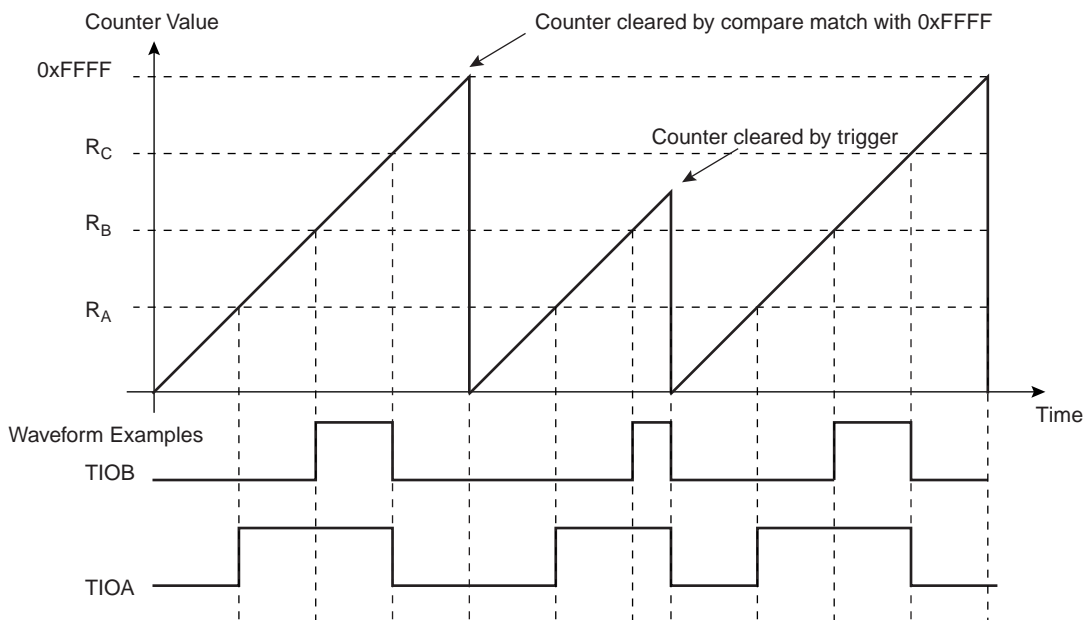 Counter Value
Counter cleared by compare match with 0xFFFF
0xFFFF
Counter cleared by trigger
RC
RB
RA
Time
Waveform Examples
TIOB
TIOA